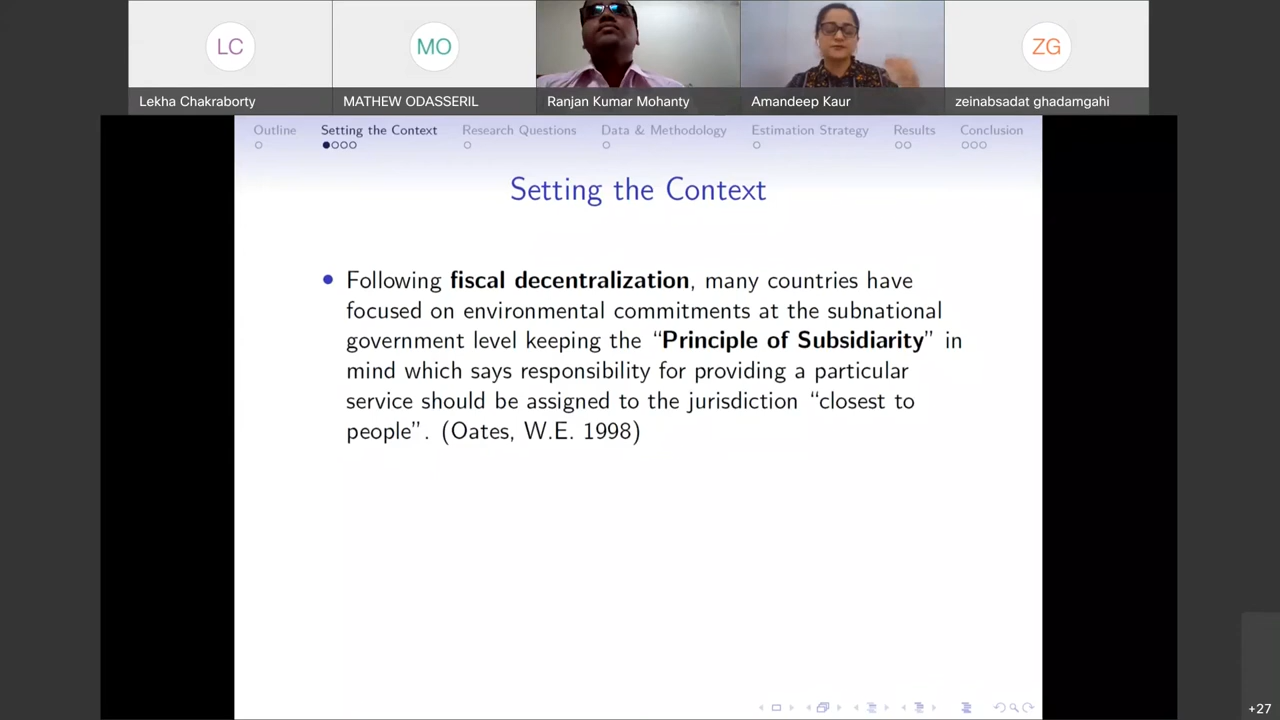 LC
MO
ZG
Lekha Chakraborty
MATHEW ODASSERIL
Ranjan Kumar Mohanty
Amandeep Kaur
zeinabsadat ghadamgahi
Outline
Setting the Context
Research Questions
Data & Methodology
Estimation Strategy
Results
Conclusion
Setting the Context
• Following fiscal decentralization, many countries have
focused on environmental commitments at the subnational
government level keeping the “Principle of Subsidiarity” in
mind which says responsibility for providing a particular
service should be assigned to the jurisdiction “closest to
people”. (Oates, W.E. 1998)
+27